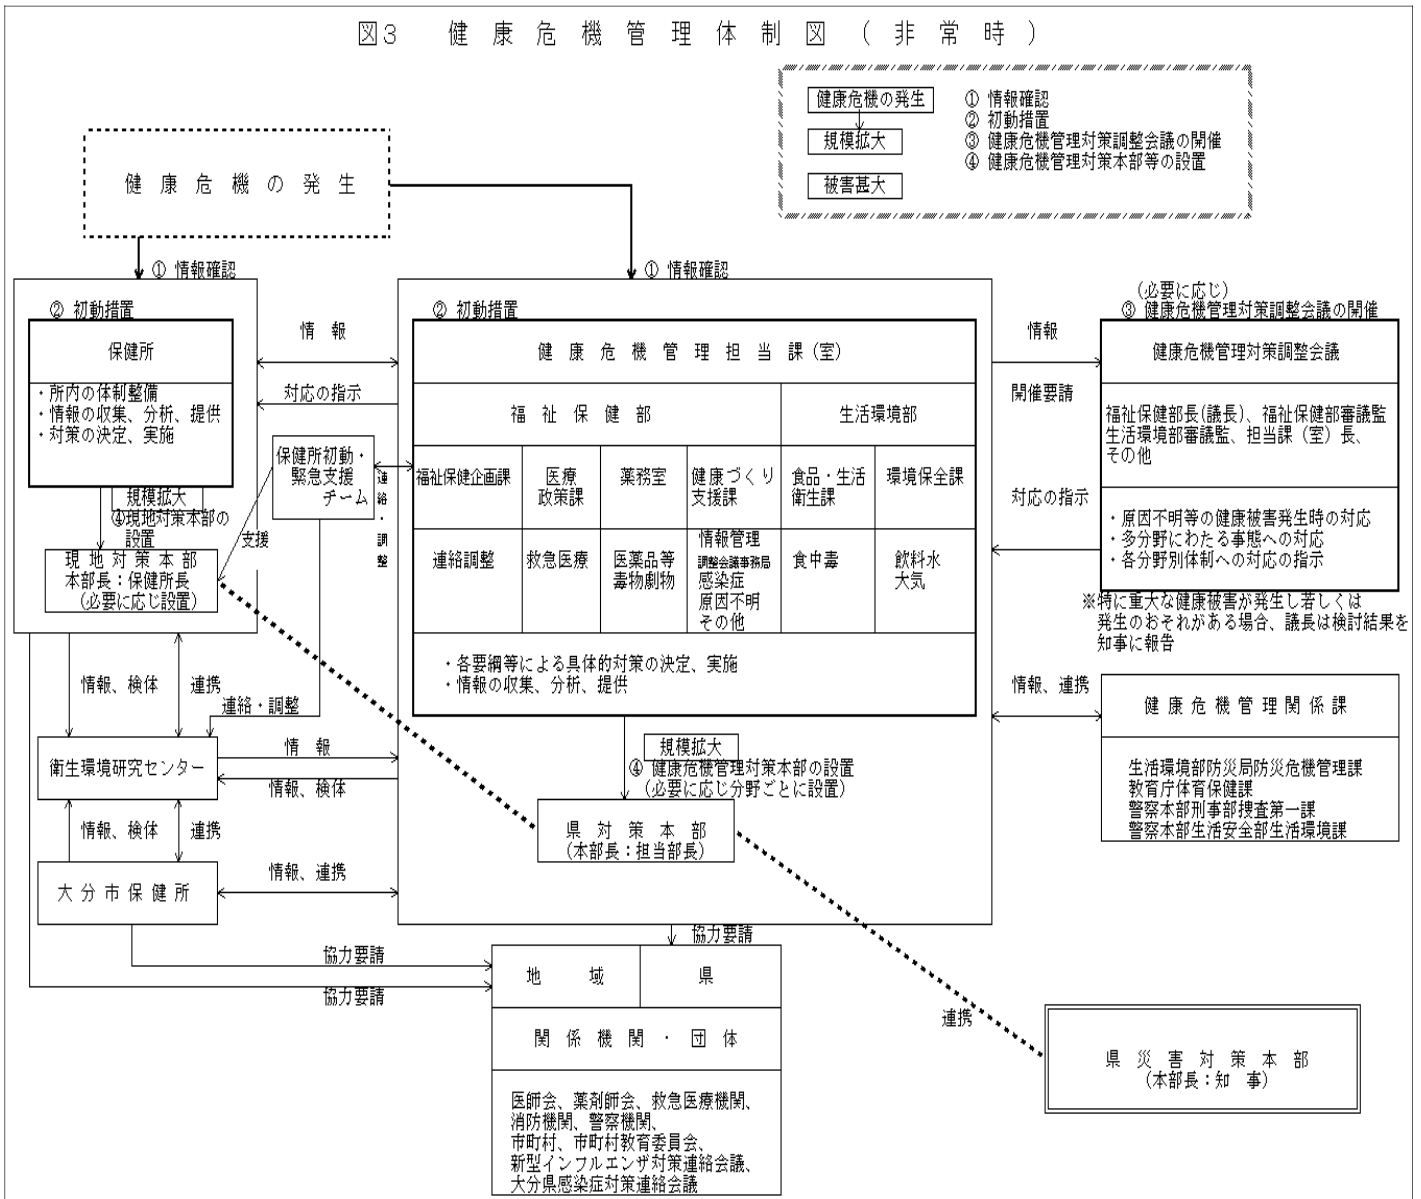 図3　健康危機管理体制図（非常時）
健康危機の発生
規模拡大
被害甚大
① 情報確認
② 初動措置
③ 健康危機管理対策調整会議の開催
④ 健康危機管理対策本部等の設置
健康危機の発生
① 情報確認
② 初動措置
保健所
・所内の体制整備
・情報の収集、分析、提供
・対策の決定、実施
規模拡大
④現地対策本部の
設置
現地対策本部
本部長：保健所長
（必要に応じ設置）
情報
対応の指示
保健所初動・
緊急支援
チーム
支援
連絡・調整
① 情報確認
② 初動措置
健康危機管理担当課（室）
福祉保健部
生活環境部
福祉保健企画課
医療
政策課
薬務室
健康づくり
支援課
食品・生活
衛生課
環境保全課
連絡調整
救急医療
医薬品等
毒物劇物
情報管理
調整会議事務局
感染症
原因不明
その他
食中毒
飲料水
大気
・各要綱等による具体的対策の決定、実施
・情報の収集、分析、提供
規模拡大
④ 健康危機管理対策本部の設置
（必要に応じ分野ごとに設置）
県対策本部
（本部長：担当部長）
情報
開催要請
対応の指示
（必要に応じ）
③ 健康危機管理対策調整会議の開催
健康危機管理対策調整会議
福祉保健部長（議長）、福祉保健部審議監
生活環境部審議監、担当課（室）長、
その他
・原因不明等の健康被害発生時の対応
・多分野にわたる事態への対応
・各分野別体制への対応の指示
※特に重大な健康被害が発生し若しくは
発生のおそれがある場合、議長は検討結果を
知事に報告
情報、連携
健康危機管理関係課
生活環境部防災局防災危機管理課
教育庁体育保健課
警察本部刑事部捜査第一課
警察本部生活安全部生活環境課
情報、検体
連携
連絡・調整
衛生環境研究センター
情報
情報、検体
情報、検体
連携
大分市保健所
情報、連携
協力要請
協力要請
協力要請
地域
県
関係機関・団体
医師会、薬剤師会、救急医療機関、
消防機関、警察機関、
市町村、市町村教育委員会、
新型インフルエンザ対策連絡会議、
大分県感染症対策連絡会議
連携
県災害対策本部
（本部長：知　事）